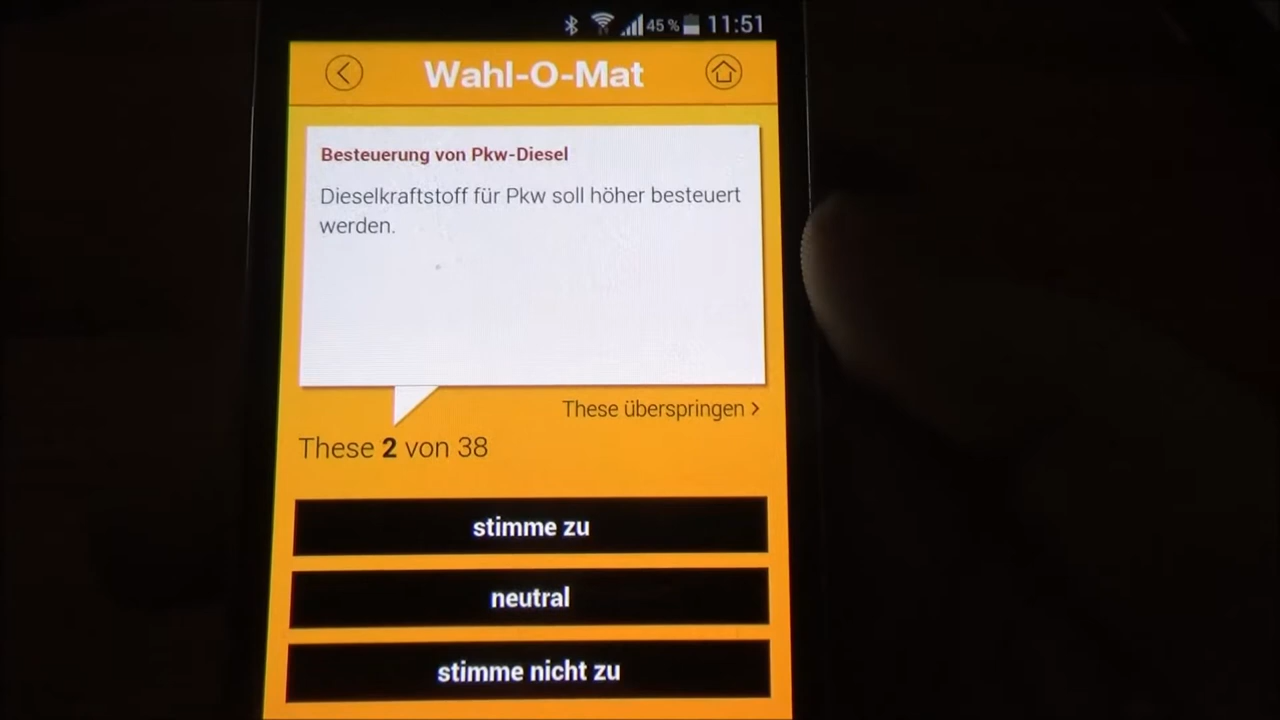 45 % 11:51
Wahl-O-Mat
Besteuerung von Pkw-Diesel
Dieselkraftstoff für Pkw soll höher besteuert
werden.
These überspringen >
These 2 von 38
stimme zu
neutral
stimme nicht zu